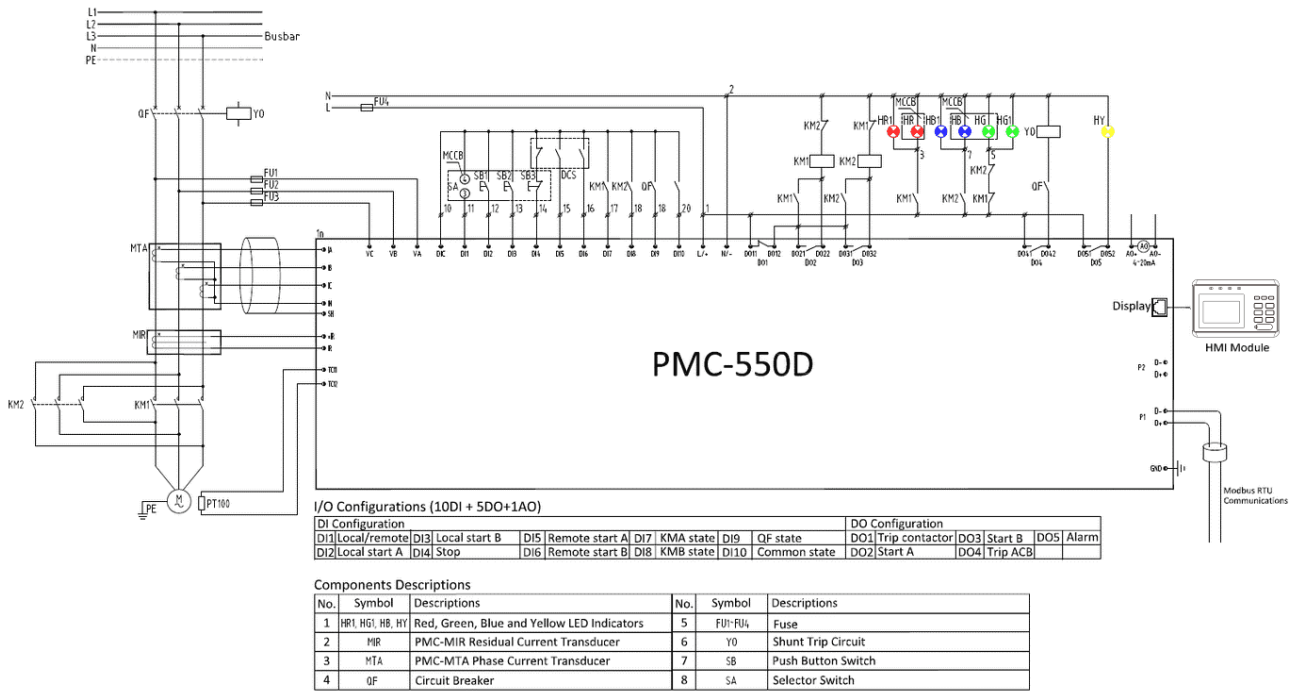 L1
L2
L3
Busbar
N
PE
QF
YO
N
L
FU4
2
MCCB
MCCB
HR1
HR
HB1
HB
HG
HG1
YO
HY
KM2
KM1
KM1
KM2
3
7
5
KM2
QF
KM1
KM2
KM1
KM2
KM1
MCCB
SA
SB1
SB2
SB3
DCS
KM1
KM2
QF
10
11
12
13
14
15
16
17
18
18
20
1
FU1
FU2
FU3
1n
VC
VB
VA
DIC
DI1
DI2
DI3
DI4
DI5
DI6
DI7
DI8
DI9
DI10
L/+
N/-
DO11
DO12
DO21
DO22
DO31
DO32
DO41
DO42
DO51
DO52
AO+
AO
AO-
DO1
DO2
DO3
DO4
DO5
4~20mA
MTA
IA
IB
IC
IN
SH
MIR
+IR
IR
TC11
TC12
KM2
KM1
M
PE
PT100
PMC-550D
Display
HMI Module
P2
D-
D+
P1
D-
D+
GND
Modbus RTU
Communications
I/O Configurations (10DI + 5DO+1AO)
DI Configuration DO Configuration
DI1 Local/remote DI3 Local start B DI5 Remote start A DI7 KMA state DI9 QF state DO1 Trip contactor DO3 Start B DO5 Alarm
DI2 Local start A DI4 Stop DI6 Remote start B DI8 KMB state DI10 Common state DO2 Start A DO4 Trip ACB
Components Descriptions
No. Symbol Descriptions No. Symbol Descriptions
1 HR1, HG1, HB, HY Red, Green, Blue and Yellow LED Indicators 5 FU1~FU4 Fuse
2 MIR PMC-MIR Residual Current Transducer 6 YO Shunt Trip Circuit
3 MTA PMC-MTA Phase Current Transducer 7 SB Push Button Switch
4 QF Circuit Breaker 8 SA Selector Switch